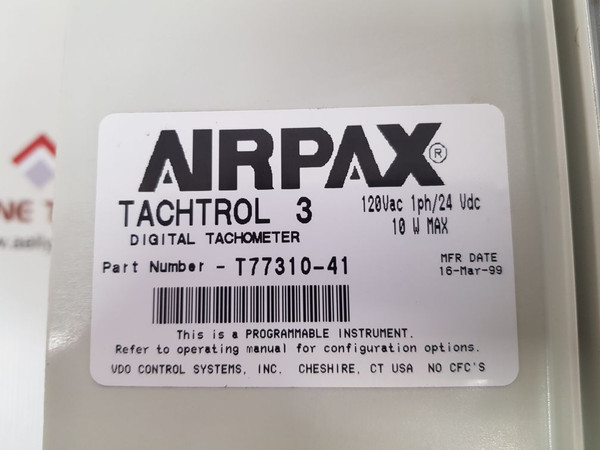 AIRPAX®
TACHTROL 3
120Vac 1ph/24 Vdc
10 W MAX
DIGITAL TACHOMETER
Part Number - T77310-41
MFR DATE
16-Mar-99
This is a PROGRAMMABLE INSTRUMENT.
Refer to operating manual for configuration options.
VDO CONTROL SYSTEMS, INC. CHESHIRE, CT USA NO CFC'S